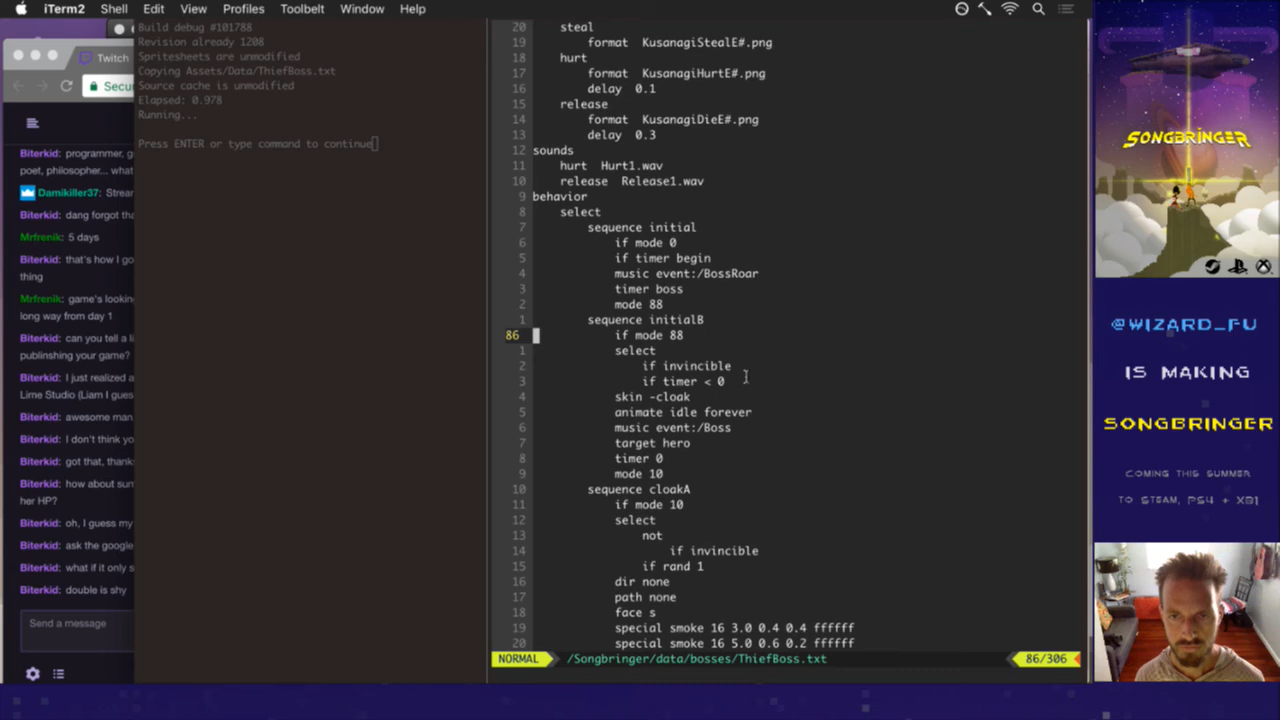 iTerm2 Shell Edit View Profiles Toolbelt Window Help
Twitch
Secu
Biterkid: programmer, g
poet, philosopher... what
Damikiller37: Stream
Biterkid: dang forgot tha
Mrfrenik: 5 days
Biterkid: that's how I go
thing
Mrfrenik: game's looking
long way from day 1
Biterkid: can you tell a li
publinshing your game?
Biterkid: I just realized a
Lime Studio (Liam I gues
Biterkid: awesome man.
Biterkid: I don't think yo
Biterkid: got that, thank
Biterkid: how about sum
her HP?
Biterkid: oh, I guess my
Biterkid: ask the google
Biterkid: what if it only s
Biterkid: double is shy
Send a message
Build debug #101788
Revision already 1208
Spritesheets are unmodified
Copying Assets/Data/ThiefBoss.txt
Source cache is unmodified
Elapsed: 0.978
Running...
Press ENTER or type command to continue
20 steal
19 format KusanagiStealE#.png
18 hurt
17 format KusanagiHurtE#.png
16 delay 0.1
15 release
14 format KusanagiDieE#.png
13 delay 0.3
12 sounds
11 hurt Hurt1.wav
10 release Release1.wav
9 behavior
8 select
7 sequence initial
6 if mode 0
5 if timer begin
4 music event:/BossRoar
3 timer boss
2 mode 88
1 sequence initialB
86 if mode 88
1 select
2 if invincible
3 if timer < 0
4 skin -cloak
5 animate idle forever
6 music event:/Boss
7 target hero
8 timer 0
9 mode 10
10 sequence cloakA
11 if mode 10
12 select
13 not
14 if invincible
15 if rand 1
16 dir none
17 path none
18 face s
19 special smoke 16 3.0 0.4 0.4 ffffff
20 special smoke 16 5.0 0.6 0.2 ffffff
NORMAL /Songbringer/data/bosses/ThiefBoss.txt 86/306
SONGBRINGER
@WIZARD_FU
IS MAKING
SONGBRINGER
COMING THIS SUMMER
TO STEAM, PS4 + XB1